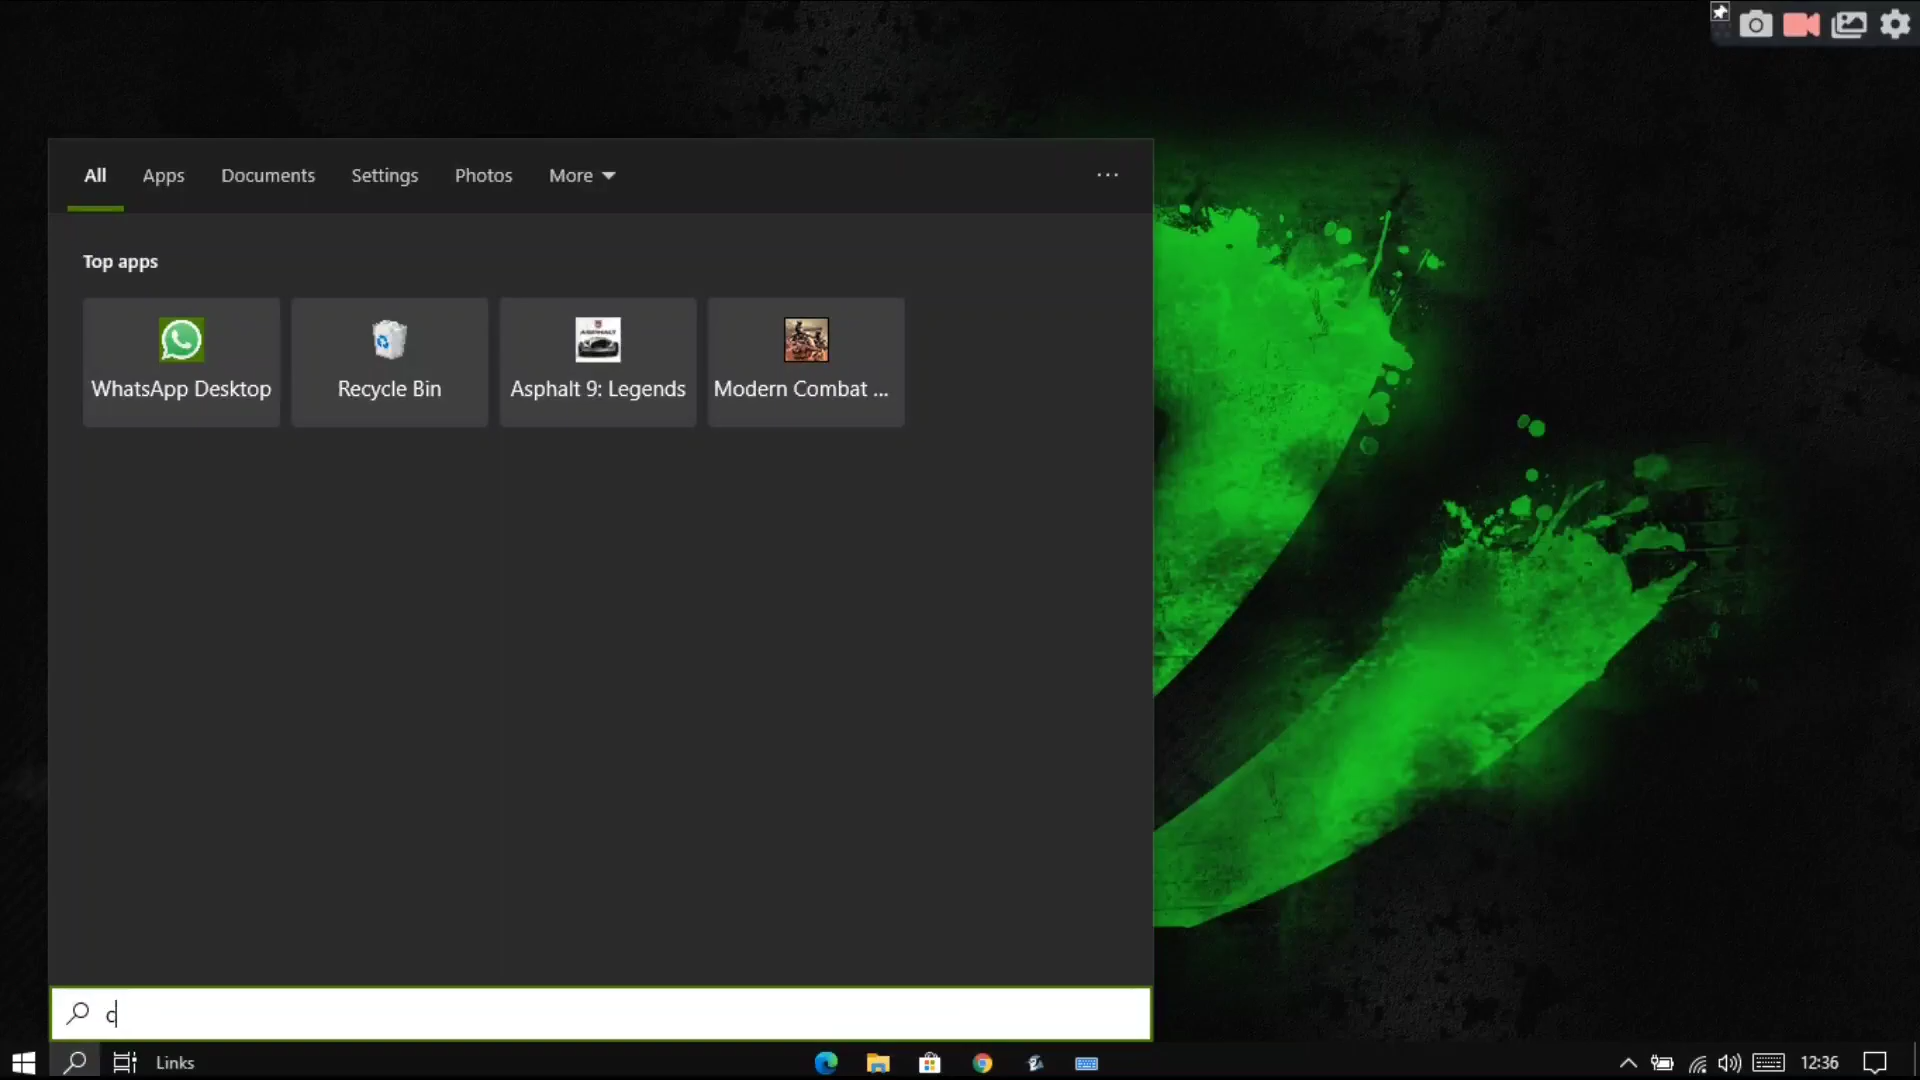 All Apps Documents Settings Photos More ...
Top apps
WhatsApp Desktop Recycle Bin Asphalt 9: Legends Modern Combat ...
c
Links 12:36